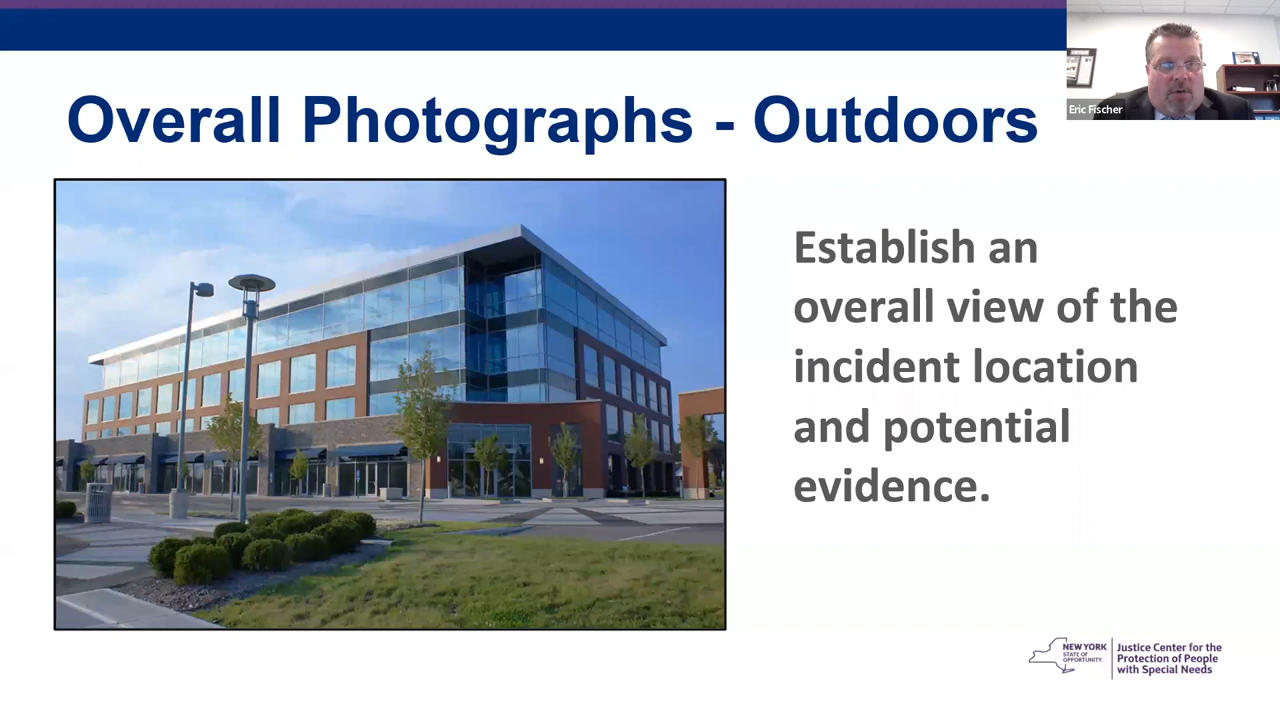 Overall Photographs - Outdoors
Eric Fischer
Establish an
overall view of the
incident location
and potential
evidence.
NEW YORK
STATE OF
OPPORTUNITY.
Justice Center for the
Protection of People
with Special Needs